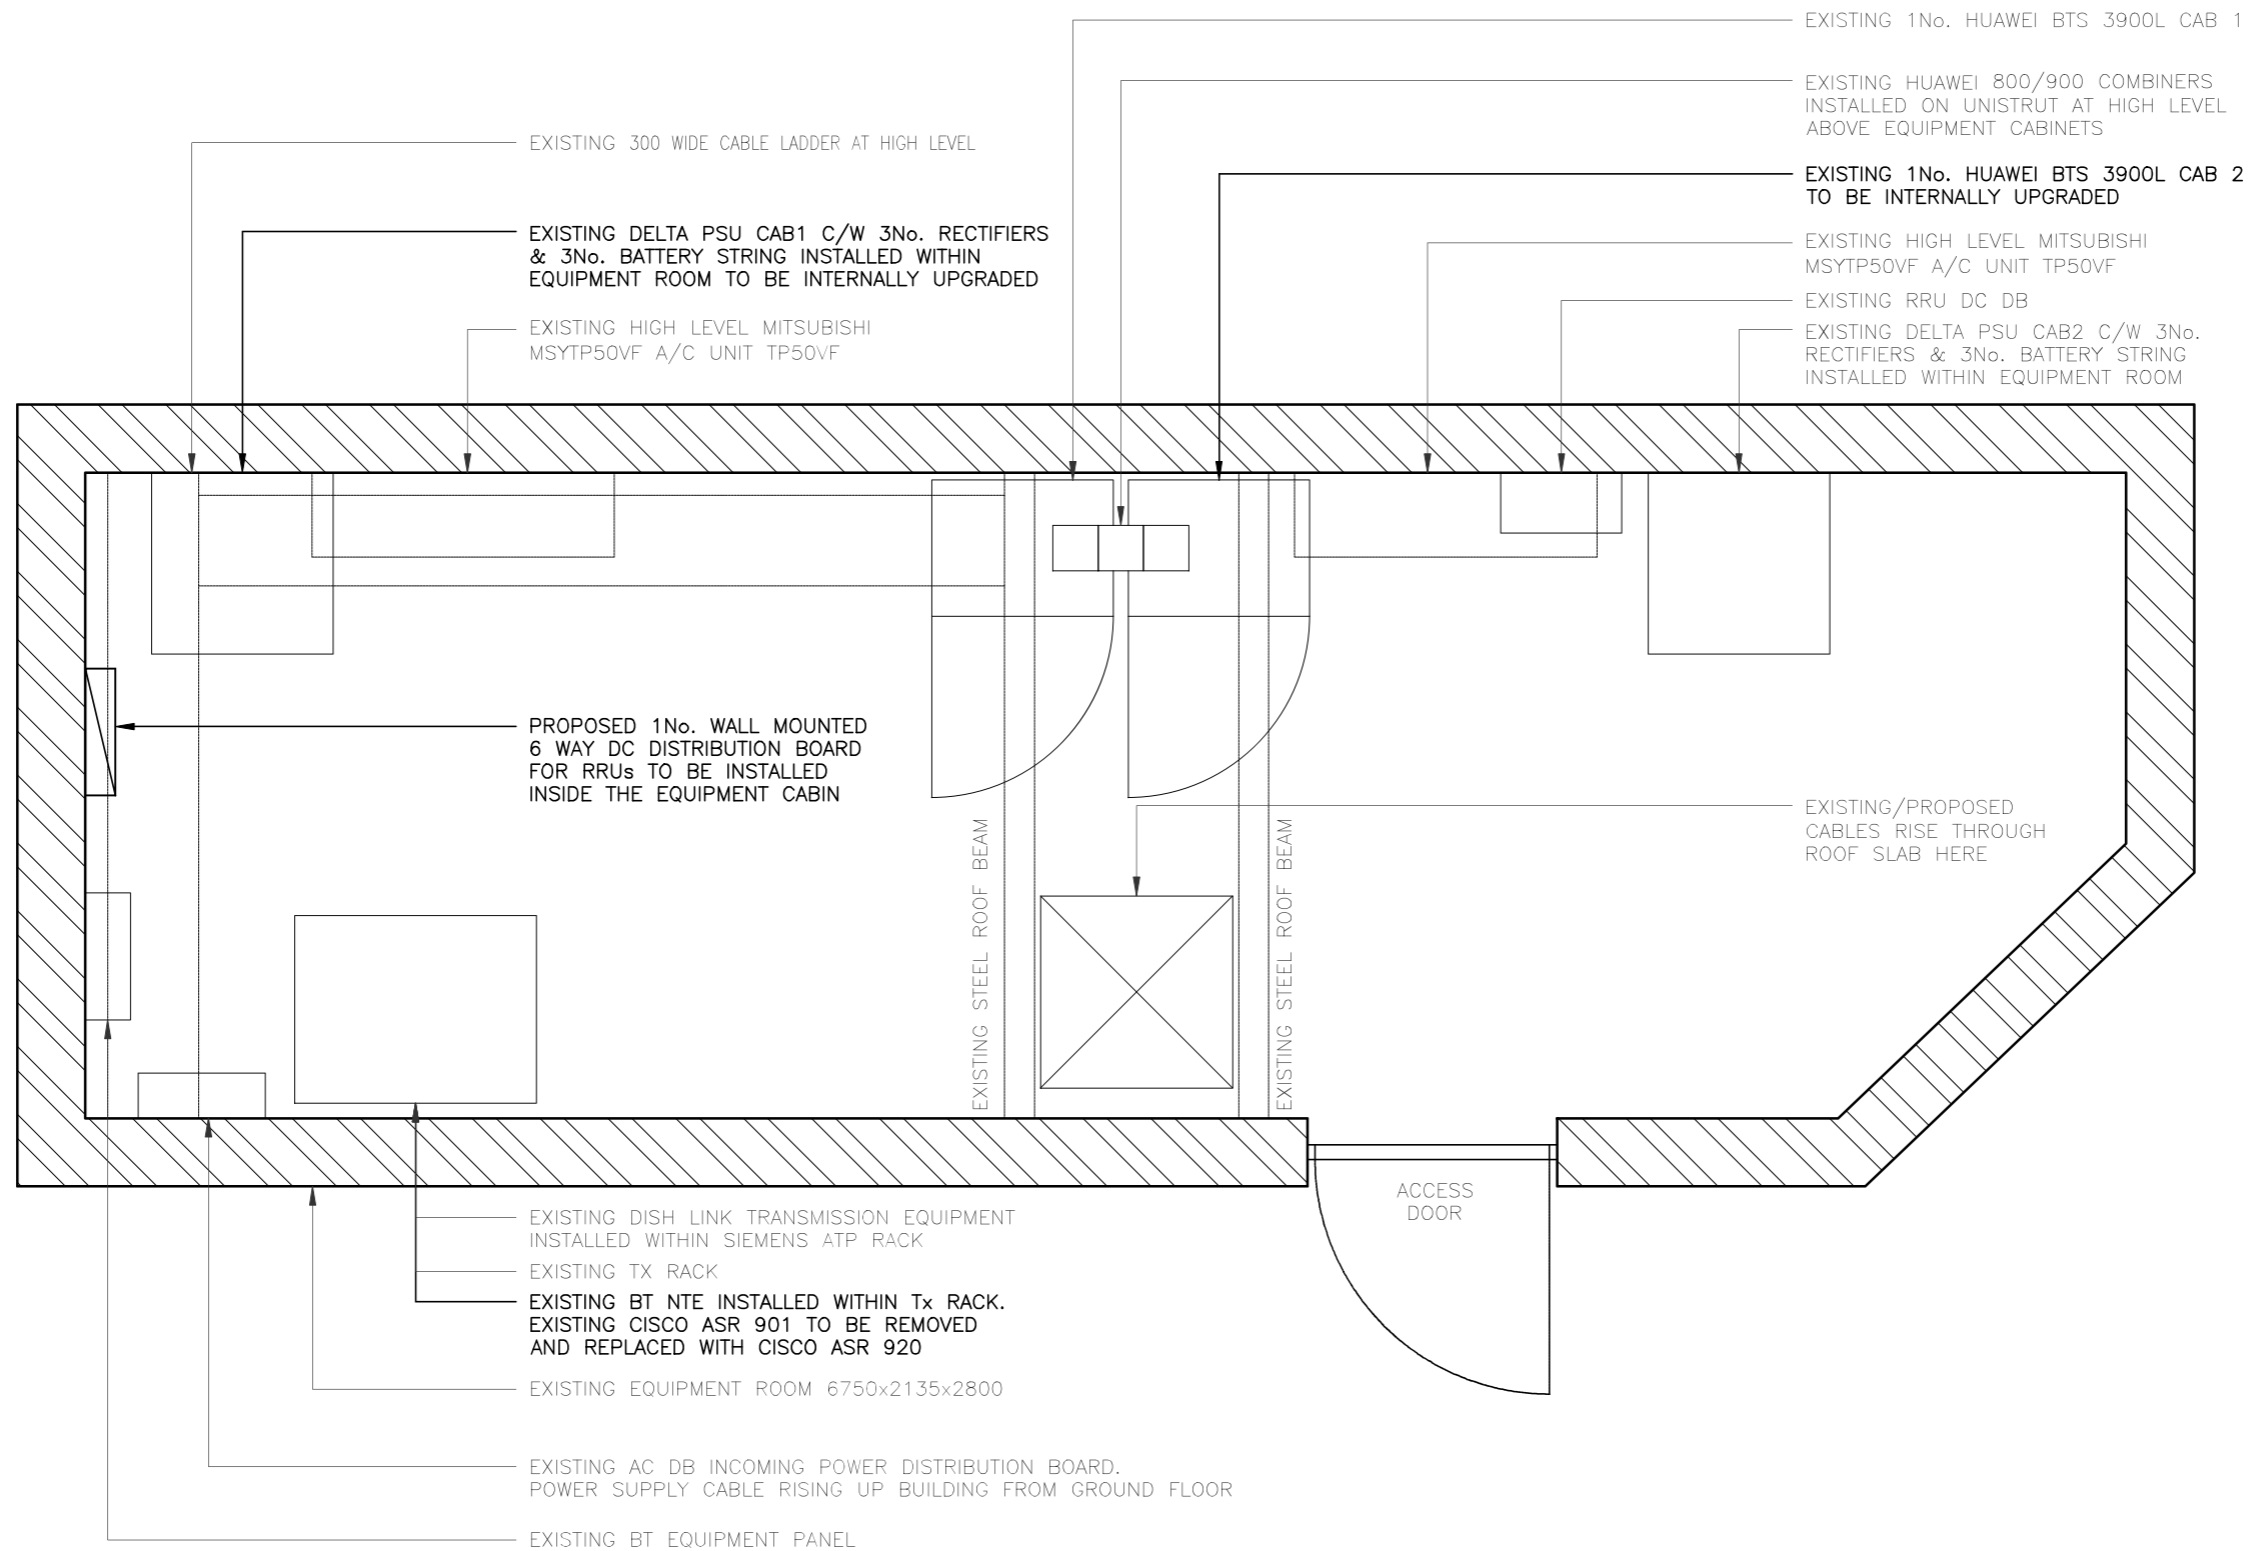 EXISTING 1No. HUAWEI BTS 3900L CAB 1
EXISTING HUAWEI 800/900 COMBINERS
INSTALLED ON UNISTRUT AT HIGH LEVEL
ABOVE EQUIPMENT CABINETS
EXISTING 300 WIDE CABLE LADDER AT HIGH LEVEL
EXISTING 1No. HUAWEI BTS 3900L CAB 2
TO BE INTERNALLY UPGRADED
EXISTING DELTA PSU CAB1 C/W 3No. RECTIFIERS
& 3No. BATTERY STRING INSTALLED WITHIN
EQUIPMENT ROOM TO BE INTERNALLY UPGRADED
EXISTING HIGH LEVEL MITSUBISHI
MSYTP50VF A/C UNIT TP50VF
EXISTING RRU DC DB
EXISTING HIGH LEVEL MITSUBISHI
MSYTP50VF A/C UNIT TP50VF
EXISTING DELTA PSU CAB2 C/W 3No.
RECTIFIERS & 3No. BATTERY STRING
INSTALLED WITHIN EQUIPMENT ROOM
PROPOSED 1No. WALL MOUNTED
6 WAY DC DISTRIBUTION BOARD
FOR RRUs TO BE INSTALLED
INSIDE THE EQUIPMENT CABIN
EXISTING STEEL ROOF BEAM
EXISTING STEEL ROOF BEAM
EXISTING/PROPOSED
CABLES RISE THROUGH
ROOF SLAB HERE
ACCESS
DOOR
EXISTING DISH LINK TRANSMISSION EQUIPMENT
INSTALLED WITHIN SIEMENS ATP RACK
EXISTING TX RACK
EXISTING BT NTE INSTALLED WITHIN Tx RACK.
EXISTING CISCO ASR 901 TO BE REMOVED
AND REPLACED WITH CISCO ASR 920
EXISTING EQUIPMENT ROOM 6750x2135x2800
EXISTING AC DB INCOMING POWER DISTRIBUTION BOARD.
POWER SUPPLY CABLE RISING UP BUILDING FROM GROUND FLOOR
EXISTING BT EQUIPMENT PANEL